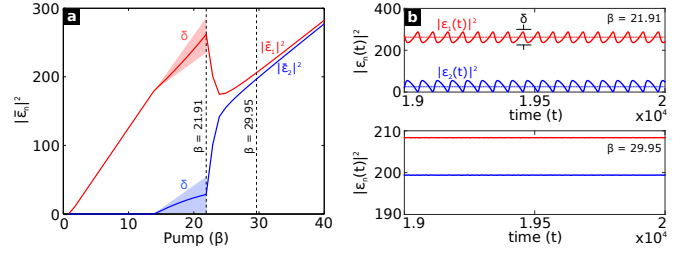 a
|ε̄ₙ|²
300
200
100
0
0
10
20
30
40
Pump (β)
δ
δ
|ε̄₁|²
|ε̄₂|²
β = 21.91
β = 29.95
b
|εₙ(t)|²
400
200
0
|ε₁(t)|²
δ
β = 21.91
|ε₂(t)|²
1.9
1.95
2
time (t)
x10⁴
|εₙ(t)|²
210
200
190
β = 29.95
1.9
1.95
2
time (t)
x10⁴